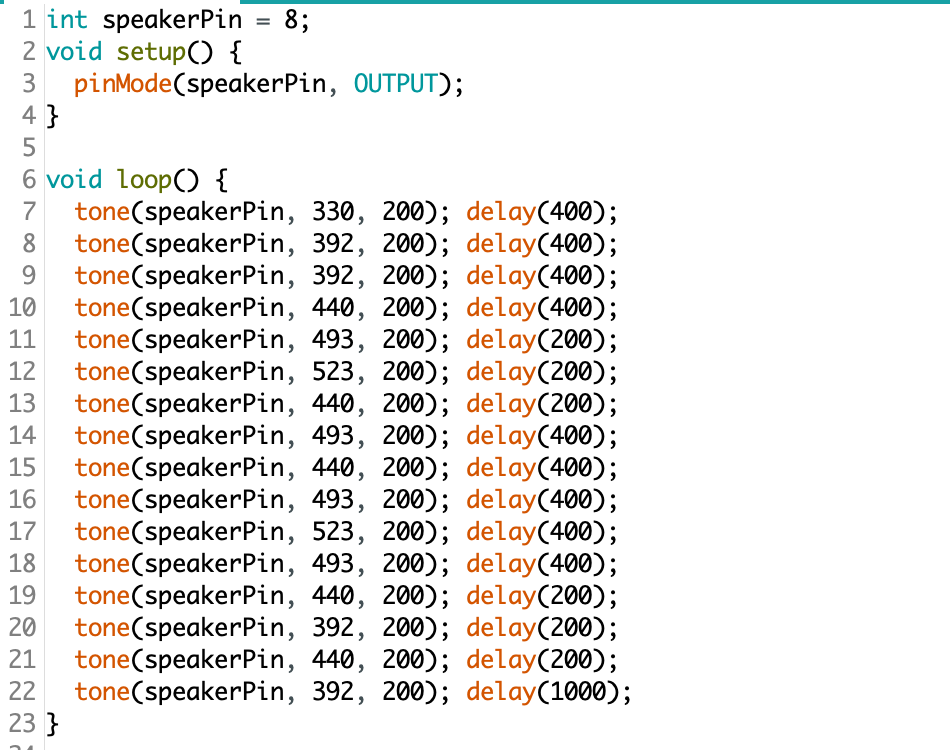 1 int speakerPin = 8;
2 void setup() {
3 pinMode(speakerPin, OUTPUT);
4 }
5
6 void loop() {
7 tone(speakerPin, 330, 200); delay(400);
8 tone(speakerPin, 392, 200); delay(400);
9 tone(speakerPin, 392, 200); delay(400);
10 tone(speakerPin, 440, 200); delay(400);
11 tone(speakerPin, 493, 200); delay(200);
12 tone(speakerPin, 523, 200); delay(200);
13 tone(speakerPin, 440, 200); delay(200);
14 tone(speakerPin, 493, 200); delay(400);
15 tone(speakerPin, 440, 200); delay(400);
16 tone(speakerPin, 493, 200); delay(400);
17 tone(speakerPin, 523, 200); delay(400);
18 tone(speakerPin, 493, 200); delay(400);
19 tone(speakerPin, 440, 200); delay(200);
20 tone(speakerPin, 392, 200); delay(200);
21 tone(speakerPin, 440, 200); delay(200);
22 tone(speakerPin, 392, 200); delay(1000);
23 }